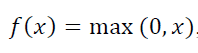 f(x) = max (0, x),